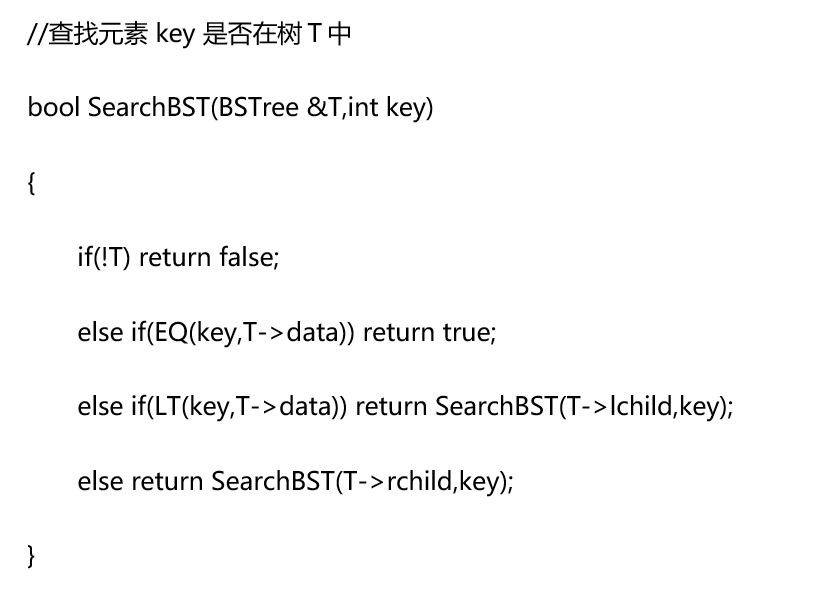 //查找元素 key 是否在树 T 中
bool SearchBST(BSTree &T,int key)
{
if(!T) return false;
else if(EQ(key,T->data)) return true;
else if(LT(key,T->data)) return SearchBST(T->lchild,key);
else return SearchBST(T->rchild,key);
}